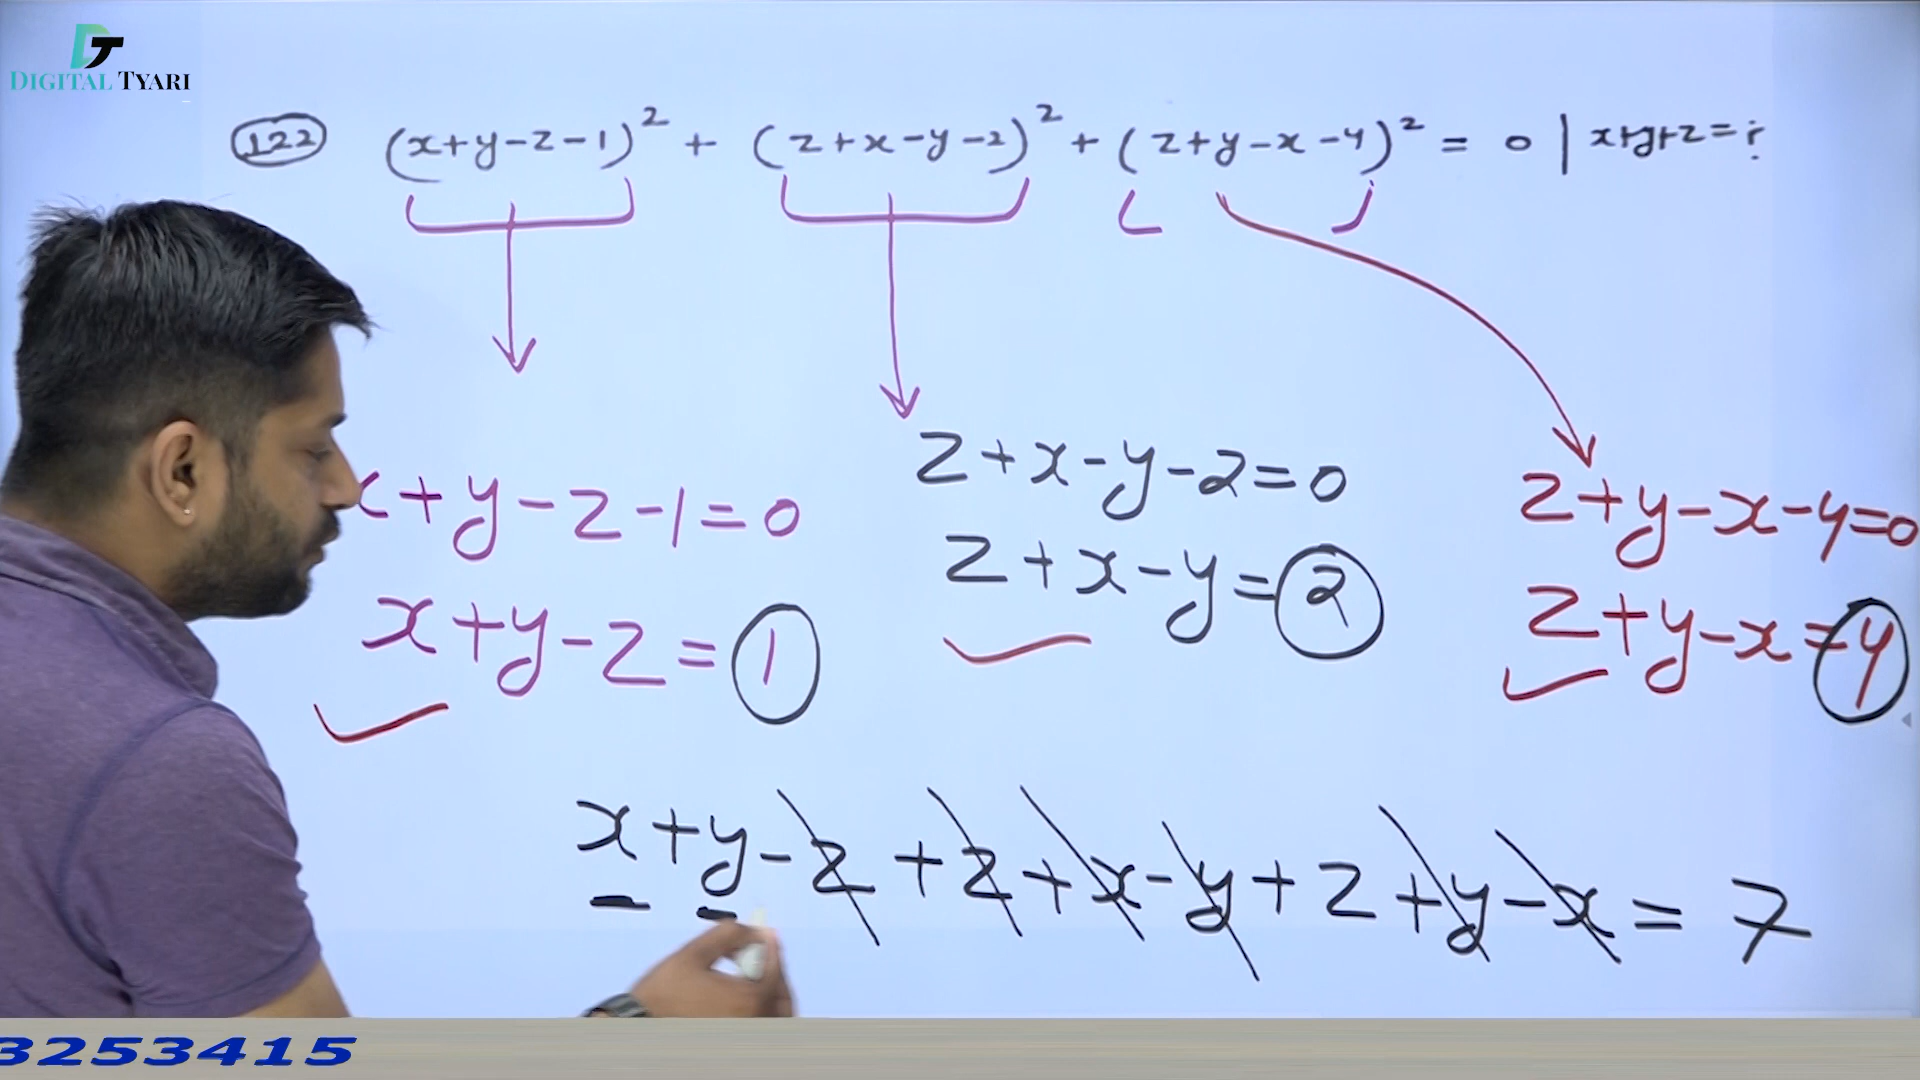 DT
DIGITAL TYARI
122 (x+y-z-1)² + (z+x-y-2)² + (z+y-x-4)² = 0 | x+y+z=?
x+y-z-1=0
x+y-z=1
z+x-y-2=0
z+x-y=2
z+y-x-4=0
z+y-x=4
x+y-z+z+x-y+z+y-x=7
3253415